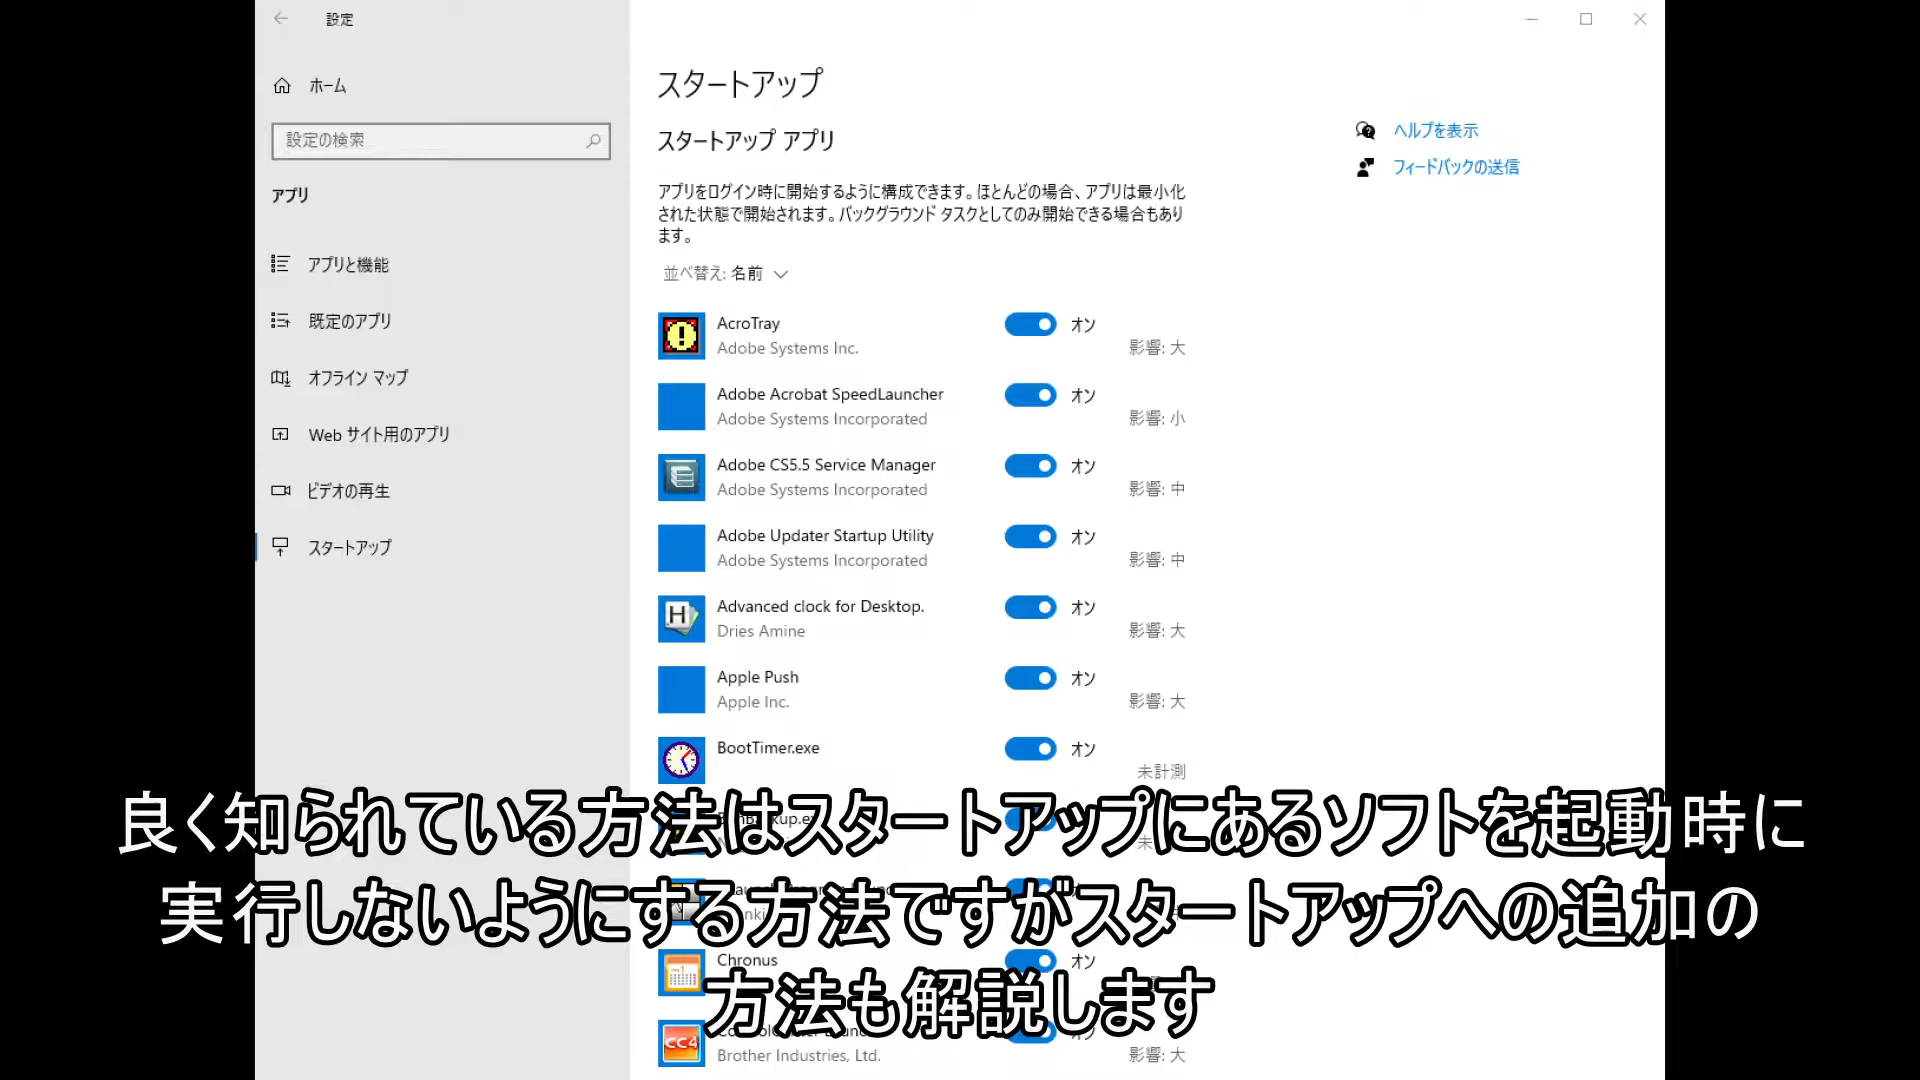 設定
ホーム
設定の検索
アプリ
アプリと機能
既定のアプリ
オフライン マップ
Web サイト用のアプリ
ビデオの再生
スタートアップ
スタートアップ
スタートアップ アプリ
アプリをログイン時に開始するように構成できます。ほとんどの場合、アプリは最小化
された状態で開始されます。バックグラウンド タスクとしてのみ開始できる場合もあり
ます。
並べ替え: 名前
AcroTray
オン
Adobe Systems Inc.
影響: 大
Adobe Acrobat SpeedLauncher
オン
Adobe Systems Incorporated
影響: 小
Adobe CS5.5 Service Manager
オン
Adobe Systems Incorporated
影響: 中
Adobe Updater Startup Utility
オン
Adobe Systems Incorporated
影響: 中
Advanced clock for Desktop.
オン
Dries Amine
影響: 大
Apple Push
オン
Apple Inc.
影響: 大
BootTimer.exe
オン
未計測
Chronus
オン
CC4
オン
Brother Industries, Ltd.
影響: 大
ヘルプを表示
フィードバックの送信
良く知られている方法はスタートアップにあるソフトを起動時に
実行しないようにする方法ですがスタートアップへの追加の
方法も解説します